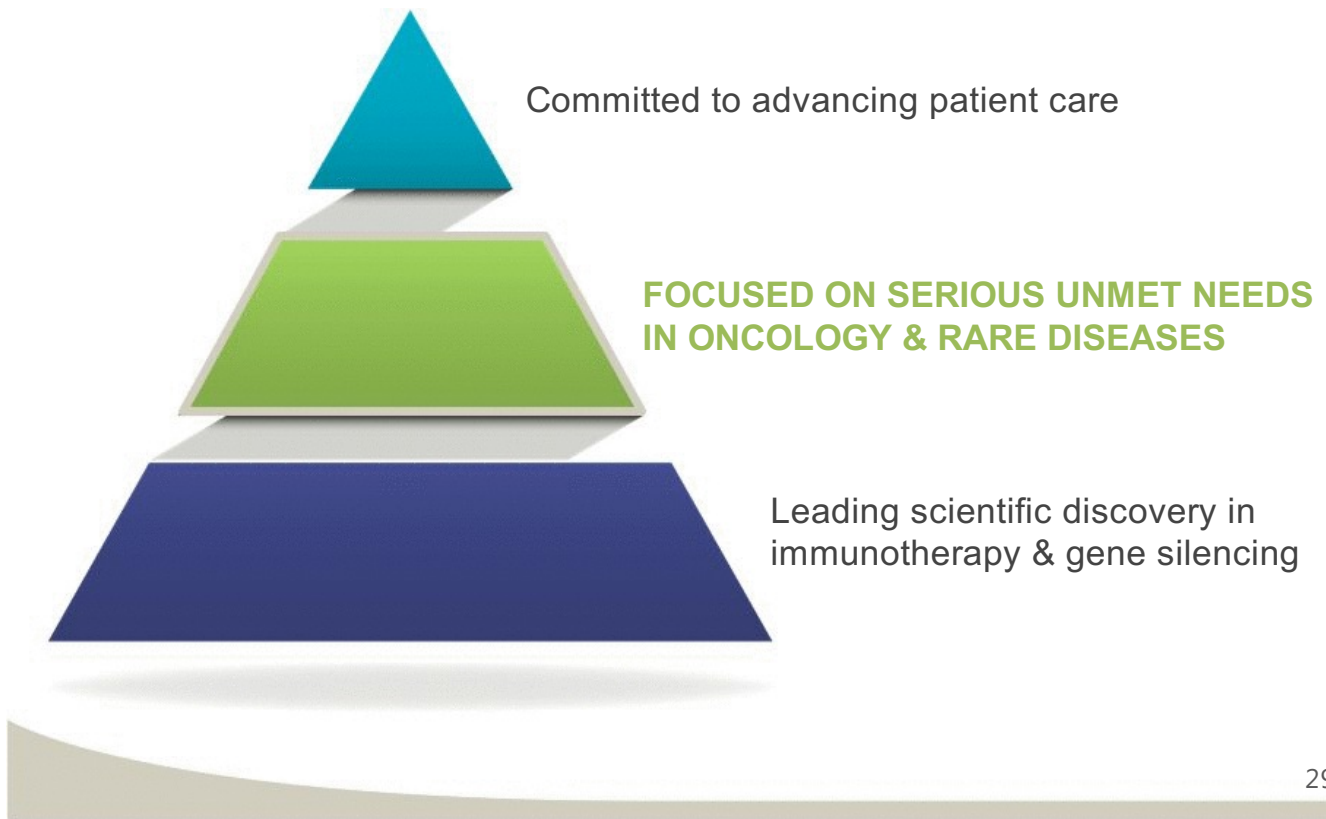 Committed to advancing patient care
FOCUSED ON SERIOUS UNMET NEEDS
IN ONCOLOGY & RARE DISEASES
Leading scientific discovery in
immunotherapy & gene silencing
29